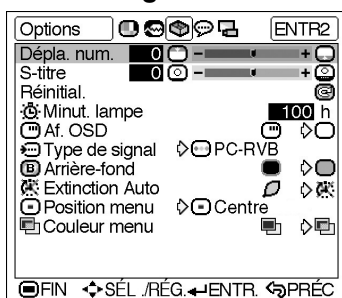 Options ENTR2
Dépla. num. 0 - +
S-titre 0 - +
Réinitial.
Minut. lampe 100 h
Af. OSD
Type de signal PC-RVB
B Arrière-fond
Extinction Auto
Position menu Centre
Couleur menu
FIN SÉL./RÉG. ENTR. PRÉC